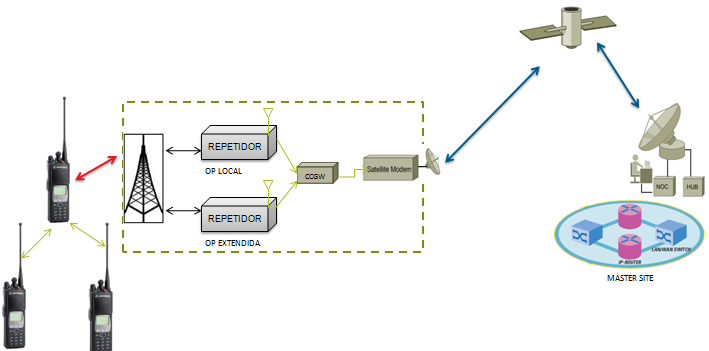 REPETIDOR
OP LOCAL
CCGW
Satellite Modem
REPETIDOR
OP EXTENDIDA
NOC
HUB
LAN/WAN SWITCH
IP-ROUTER
MASTER SITE